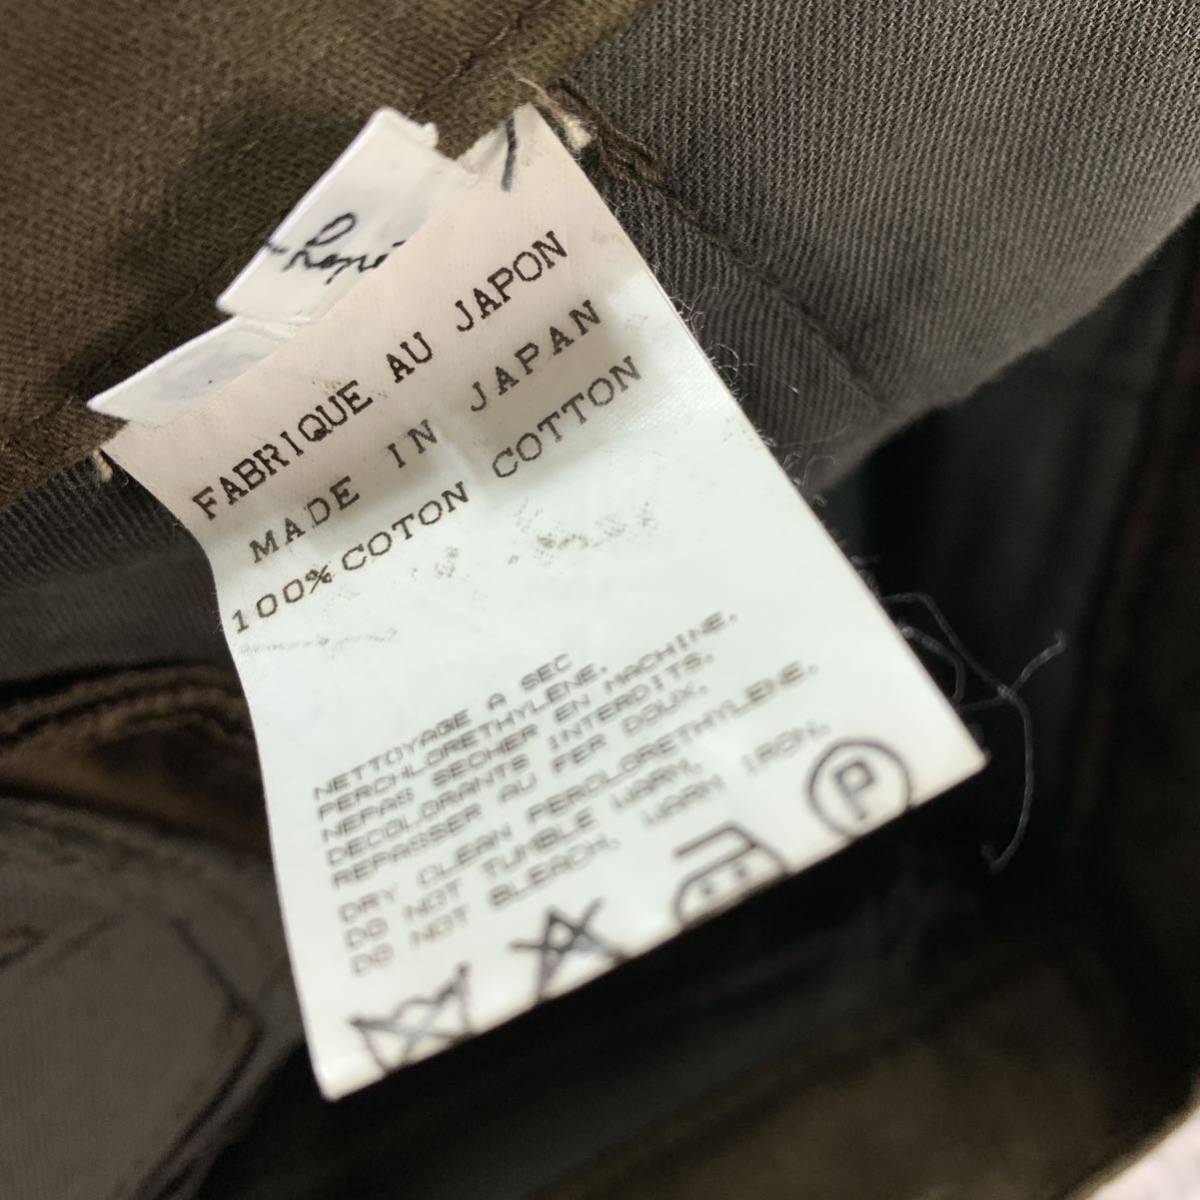 FABRIQUE AU JAPON
MADE IN JAPAN
100% COTON COTTON
NETTOYAGE A SEC
PERCHLORETHYLENE.
NEPAS SECHER EN MACHINE.
DECOLORANTS INTERDITS.
REPASSER AU FER DOUX.
DRY CLEAN PERCLORETHYLENE.
DO NOT TUMBLE WARM,
DO NOT BLEACH, WARM IRON.
P